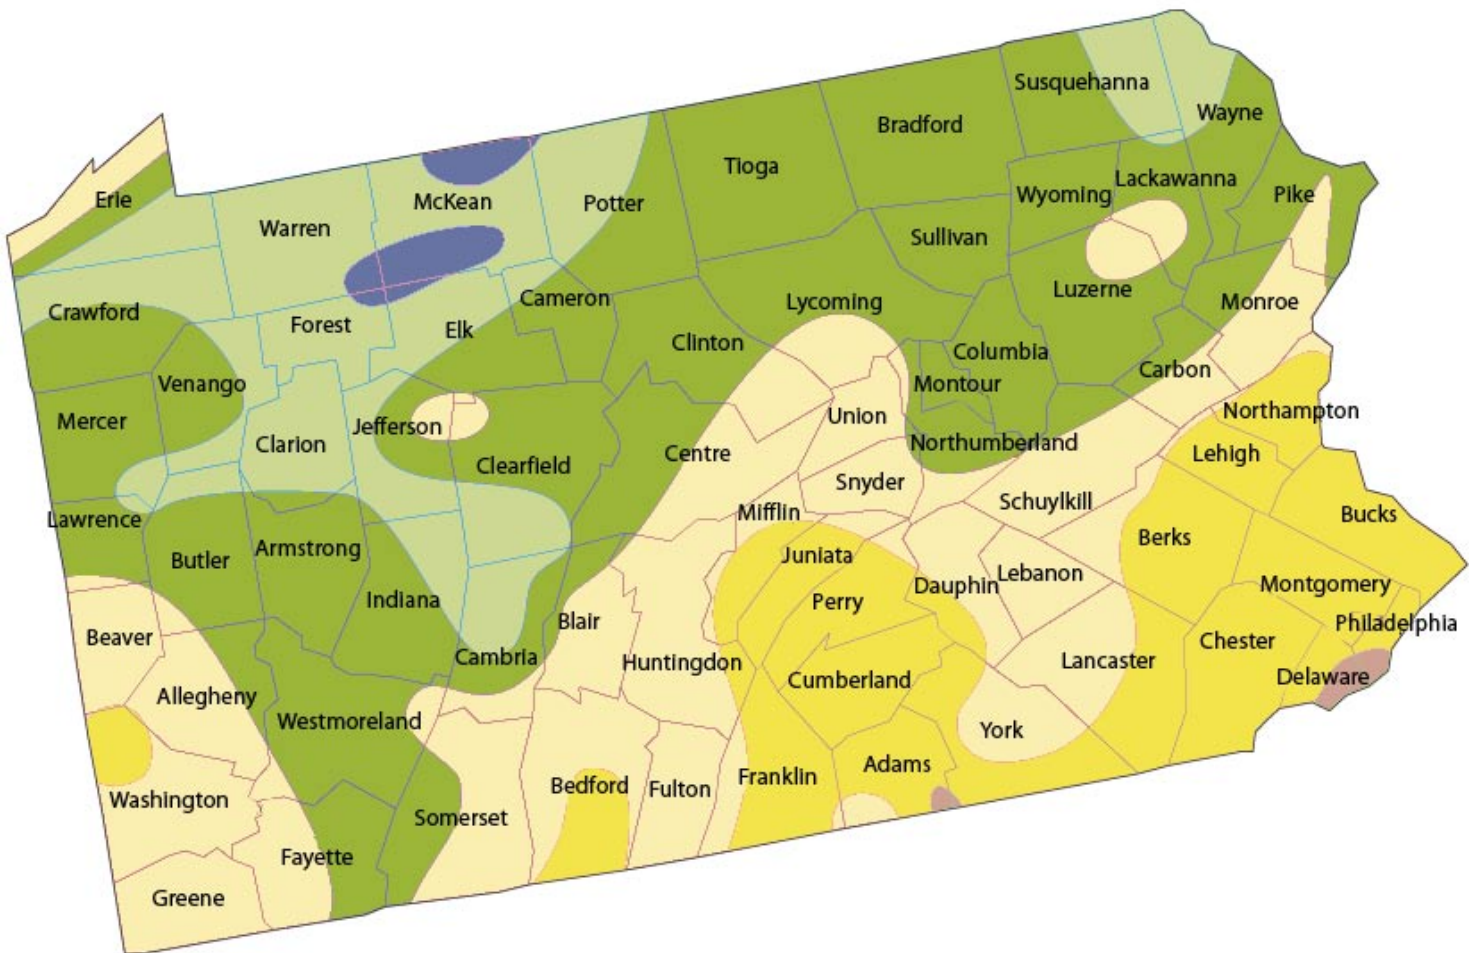 Susquehanna
Wayne
Bradford
Tioga
Erie
Warren
McKean
Potter
Wyoming
Lackawanna
Pike
Sullivan
Crawford
Forest
Elk
Cameron
Lycoming
Luzerne
Monroe
Venango
Clinton
Columbia
Carbon
Mercer
Clarion
Jefferson
Clearfield
Centre
Union
Montour
Northumberland
Northampton
Lehigh
Snyder
Schuylkill
Lawrence
Butler
Armstrong
Mifflin
Juniata
Berks
Bucks
Indiana
Blair
Perry
Dauphin
Lebanon
Montgomery
Philadelphia
Beaver
Cambria
Huntingdon
Cumberland
Lancaster
Chester
Delaware
Allegheny
Westmoreland
York
Washington
Bedford
Fulton
Franklin
Adams
Somerset
Fayette
Greene